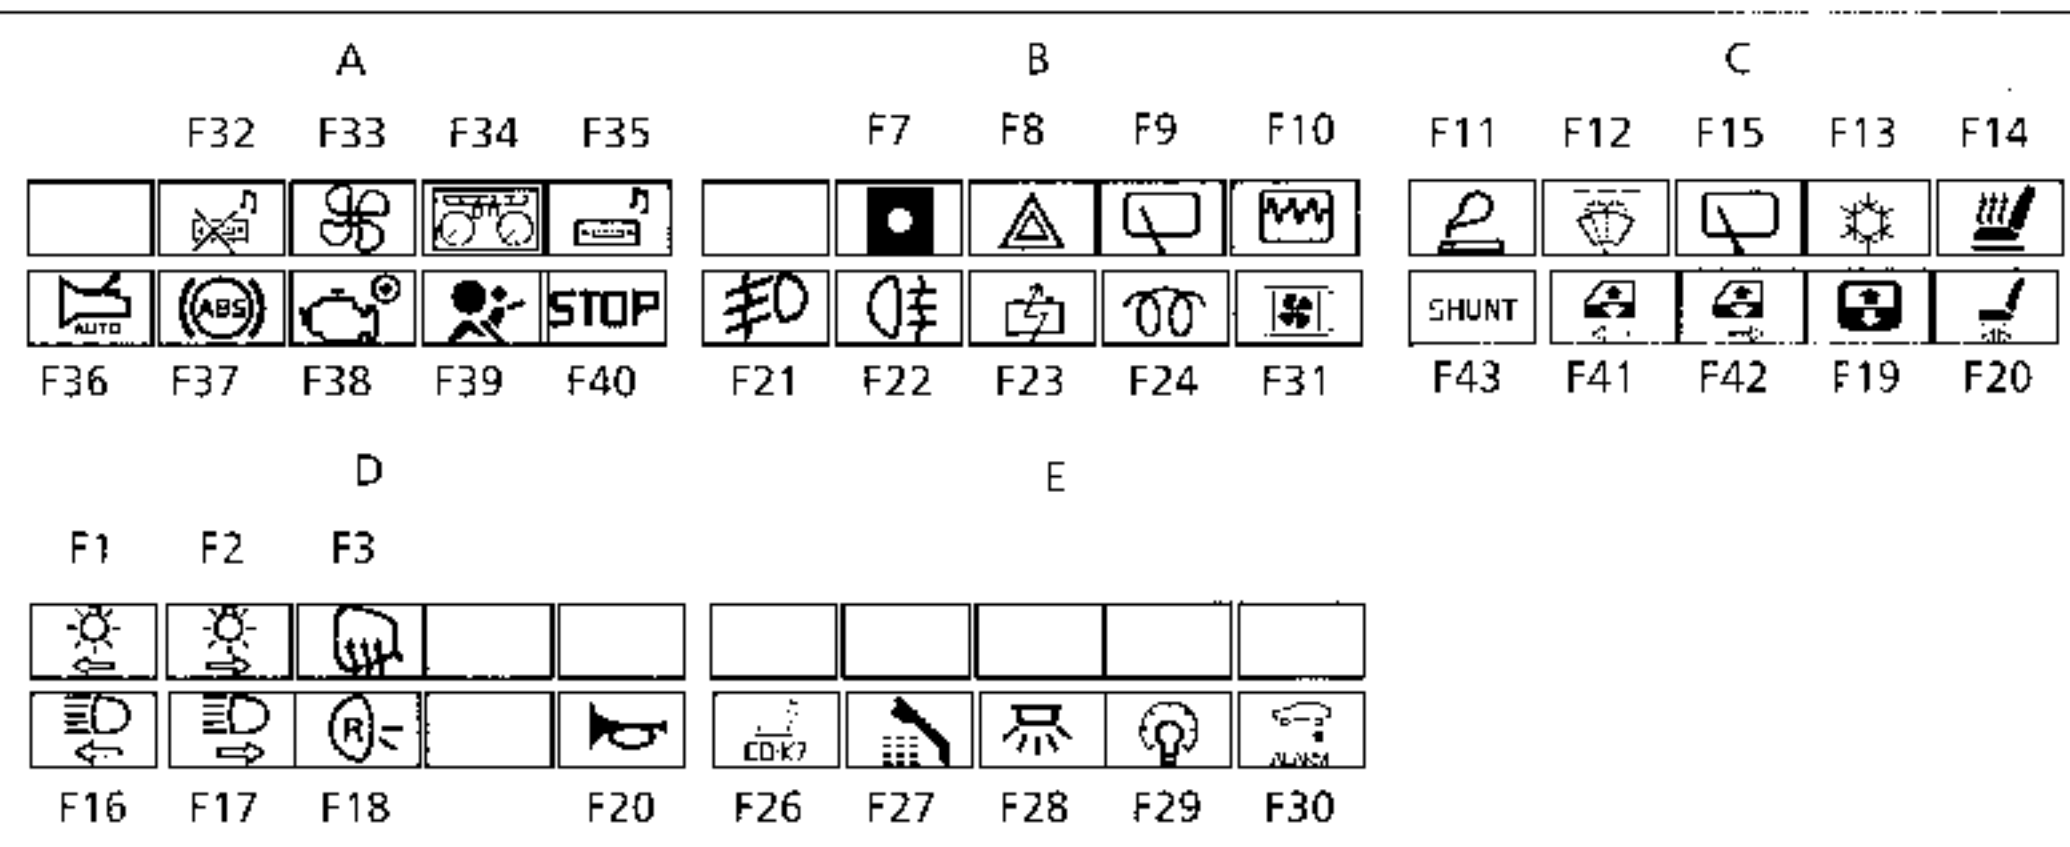 A B C
F32 F33 F34 F35 F7 F8 F9 F10 F11 F12 F15 F13 F14
AUTO ABS STOP SHUNT
F36 F37 F38 F39 F40 F21 F22 F23 F24 F31 F43 F41 F42 F19 F20
D E
F1 F2 F3
R CD·K7 ALARM
F16 F17 F18 F20 F26 F27 F28 F29 F30